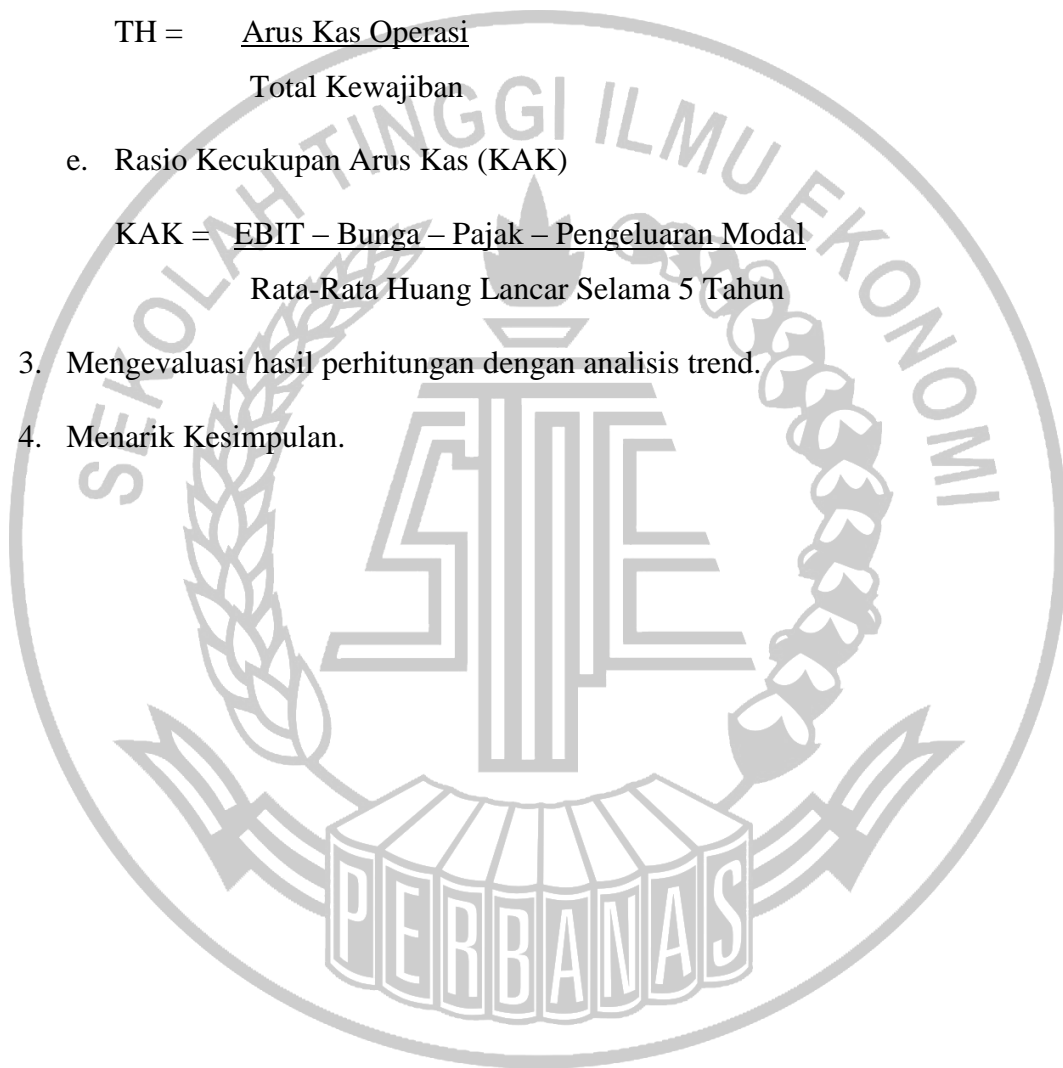 TH = Arus Kas Operasi
Total Kewajiban
e. Rasio Kecukupan Arus Kas (KAK)
KAK = EBIT – Bunga – Pajak – Pengeluaran Modal
Rata-Rata Huang Lancar Selama 5 Tahun
3. Mengevaluasi hasil perhitungan dengan analisis trend.
4. Menarik Kesimpulan.
SEKOLAH TINGGI ILMU EKONOMI
STIE
PERBANAS